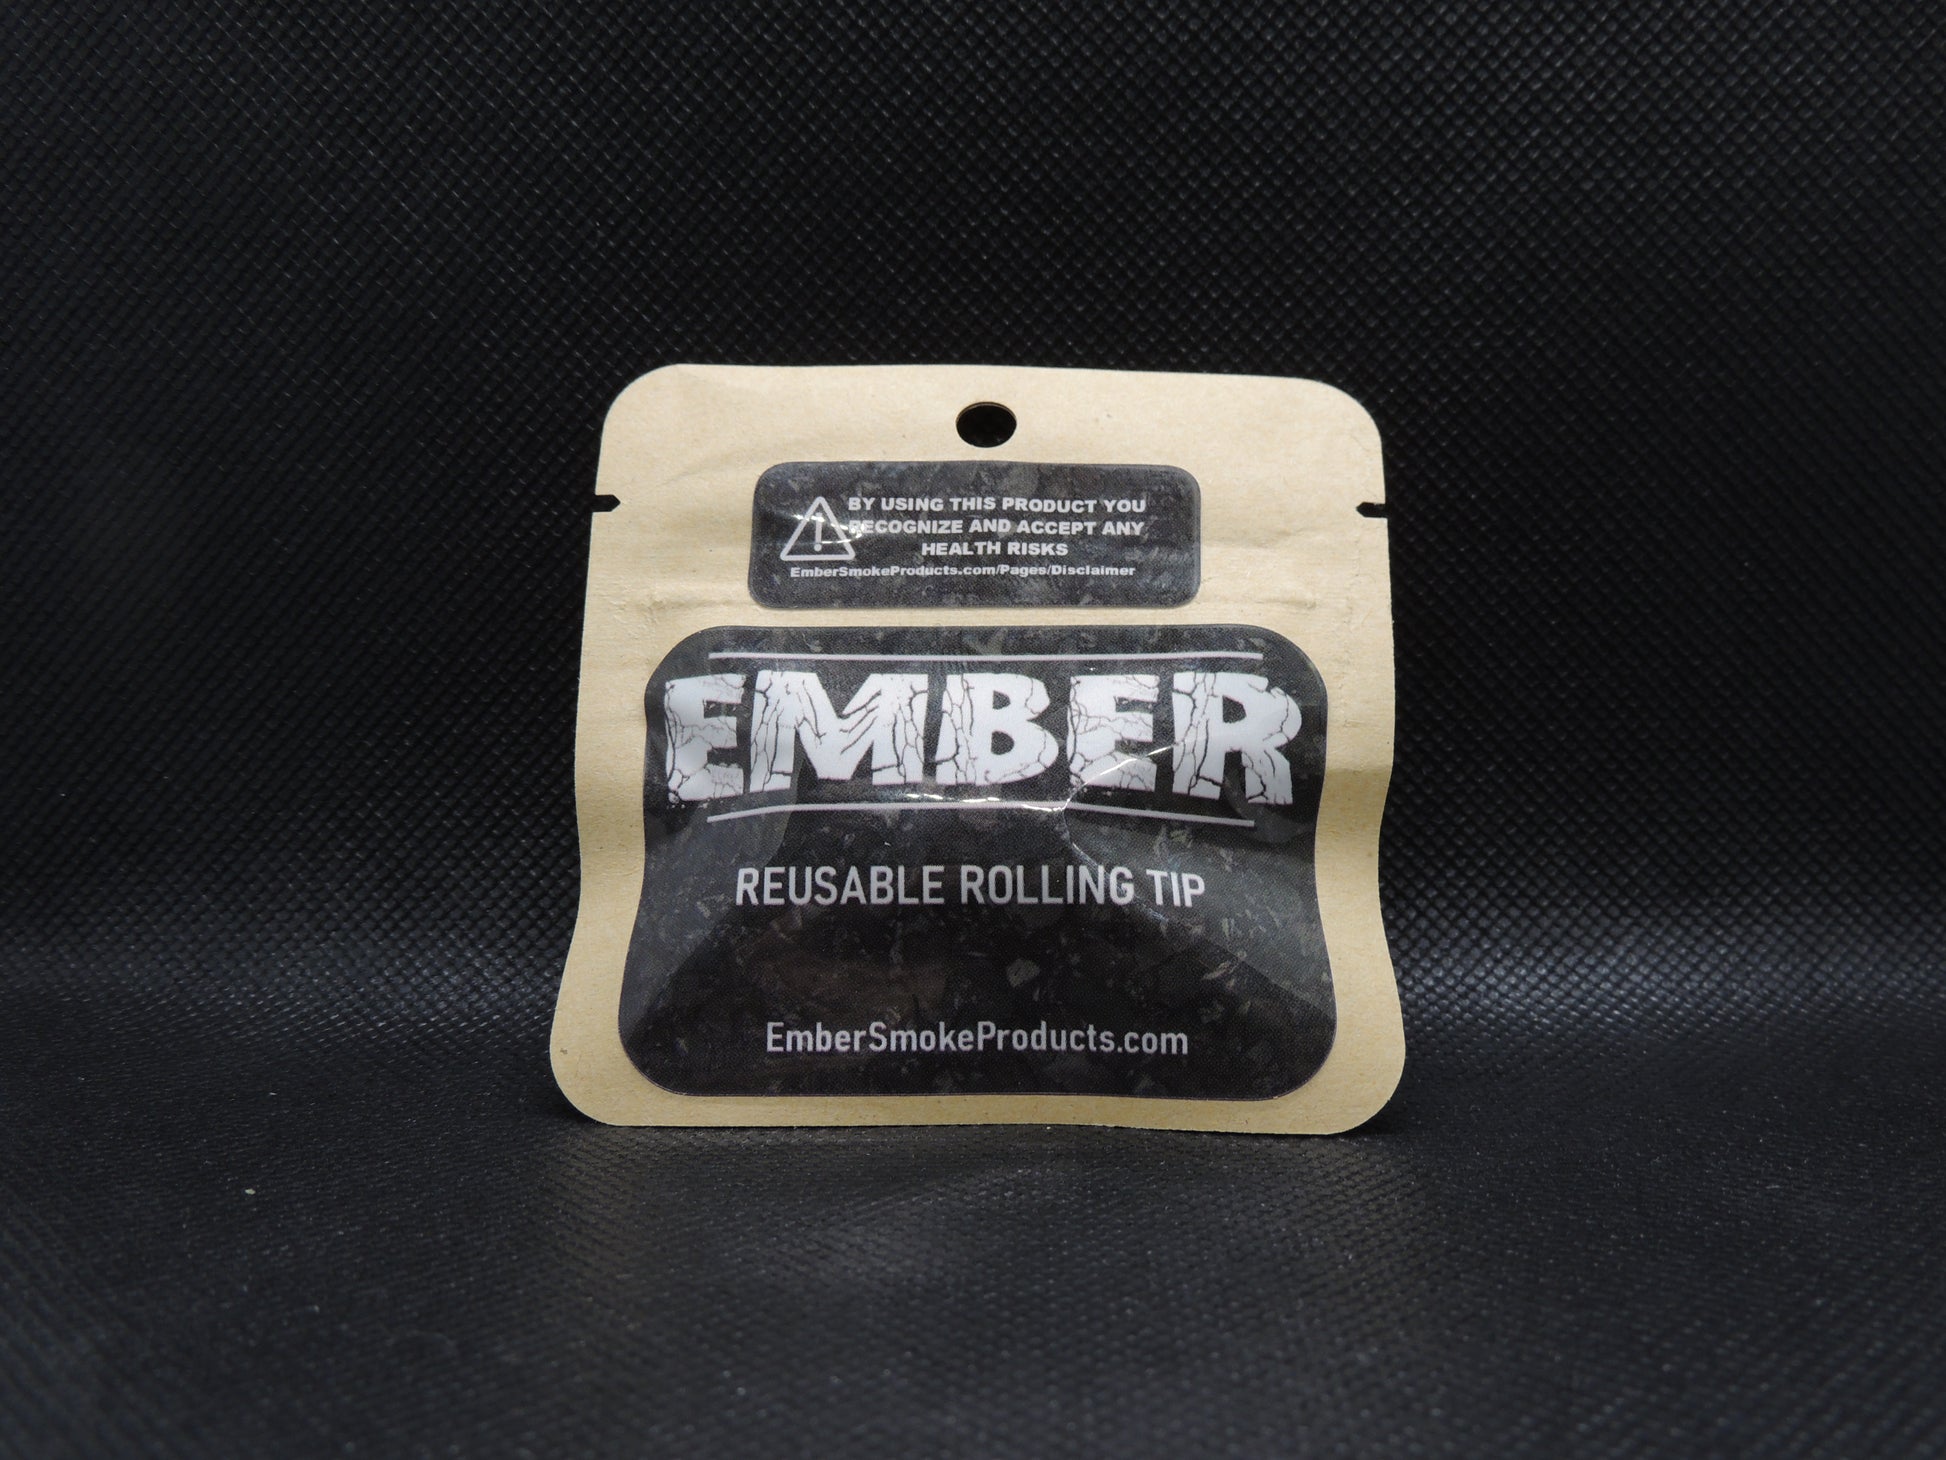 BY USING THIS PRODUCT YOU
RECOGNIZE AND ACCEPT ANY
HEALTH RISKS
EmberSmokeProducts.com/Pages/Disclaimer
EMBER
REUSABLE ROLLING TIP
EmberSmokeProducts.com